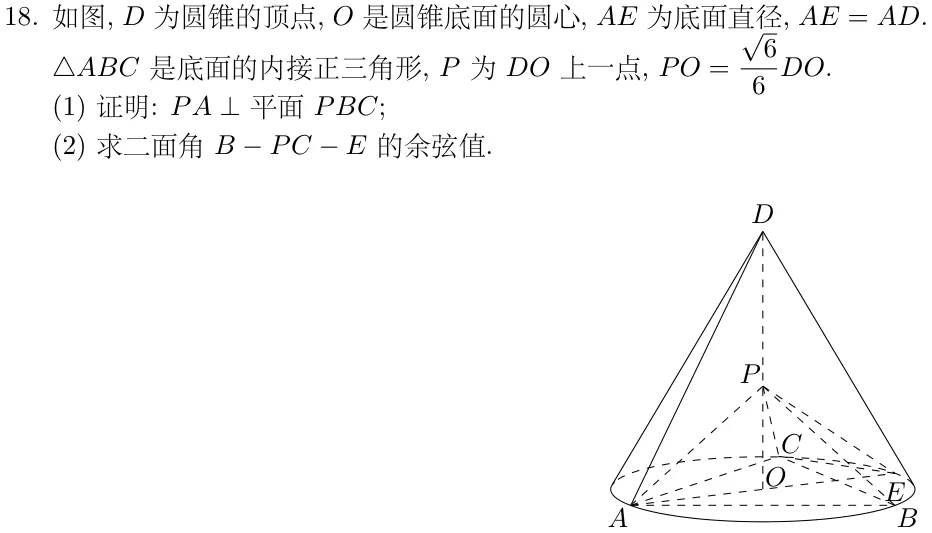 18. 如图, D 为圆锥的顶点, O 是圆锥底面的圆心, AE 为底面直径, AE = AD.
△ABC 是底面的内接正三角形, P 为 DO 上一点, PO = \frac{\sqrt{6}}{6}DO.
(1) 证明: PA ⊥ 平面 PBC;
(2) 求二面角 B − PC − E 的余弦值.
D
P
C
O
E
A
B